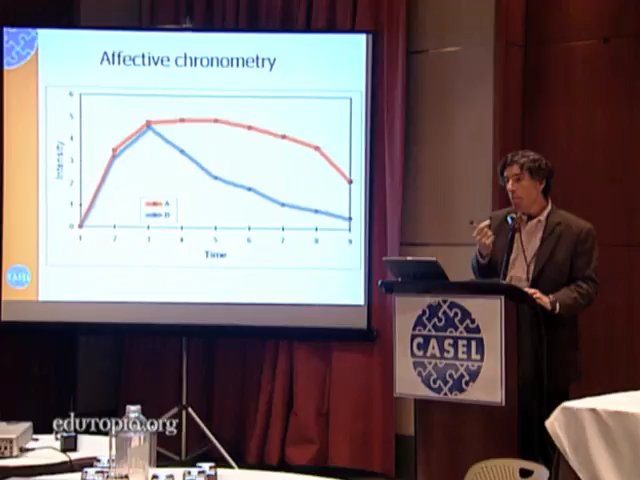 Affective chronometry
6
5
4
3
2
1
0
Intensity
A
B
1 2 3 4 5 6 7 8 9
Time
CASEL
CASEL
edutopia.org